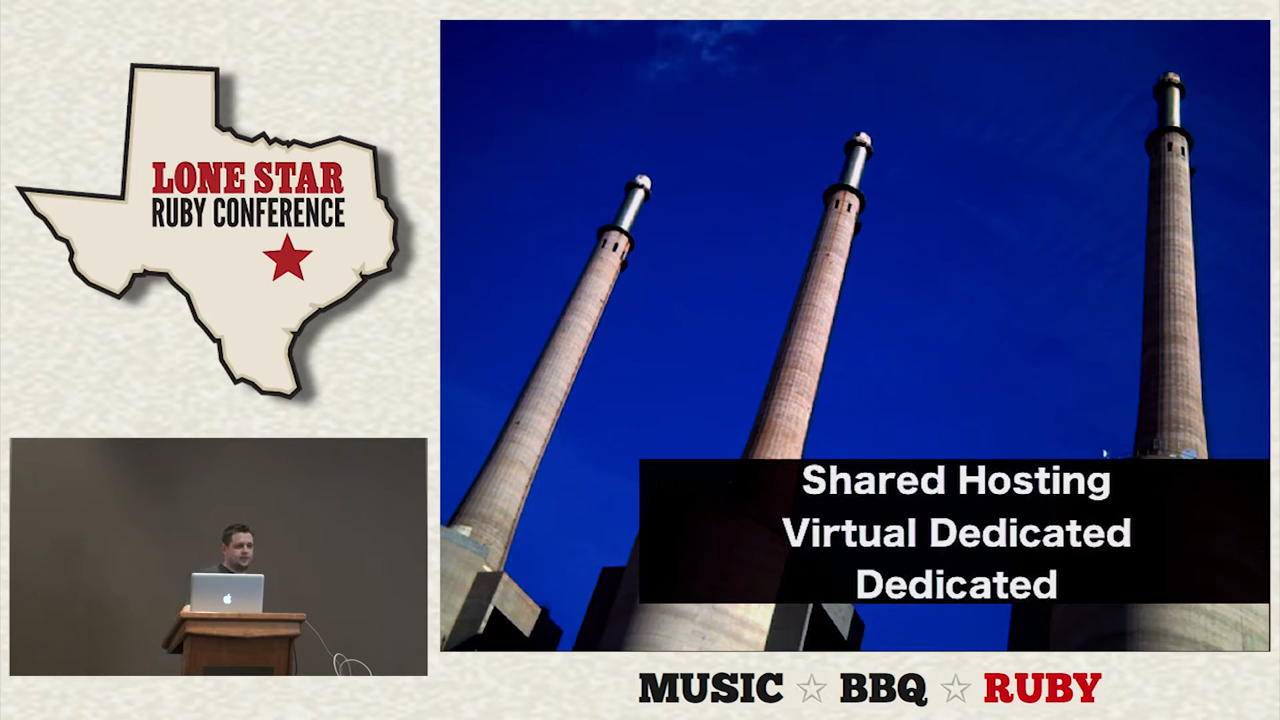 LONE STAR
RUBY CONFERENCE
Shared Hosting
Virtual Dedicated
Dedicated
MUSIC ☆ BBQ ☆ RUBY